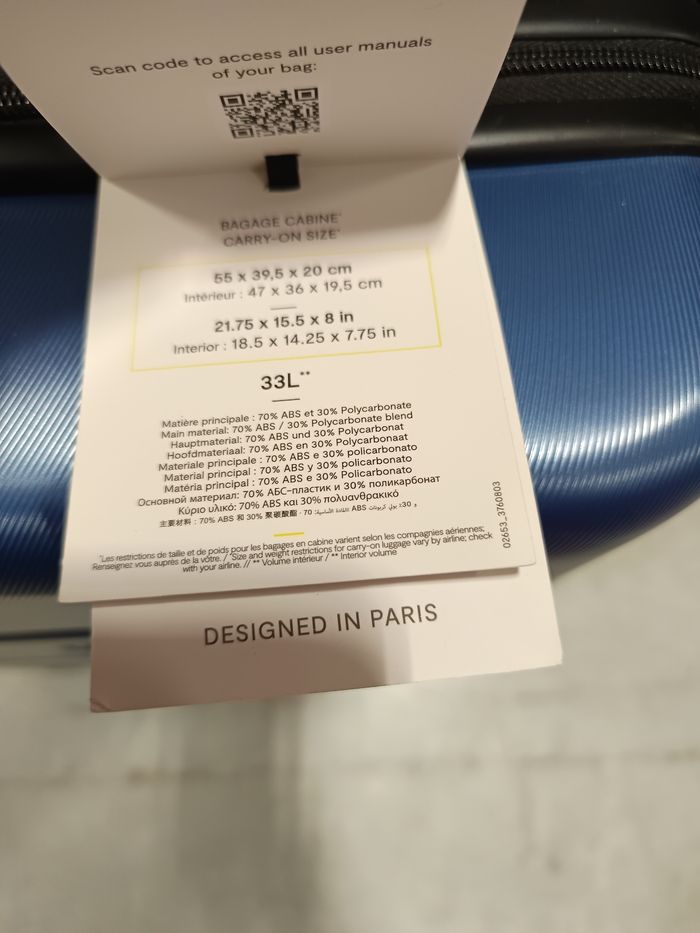 Scan code to access all user manuals
of your bag:
BAGAGE CABINE*
CARRY-ON SIZE*
55 x 39,5 x 20 cm
Intérieur : 47 x 36 x 19,5 cm
21.75 x 15.5 x 8 in
Interior : 18.5 x 14.25 x 7.75 in
33L**
Matière principale : 70% ABS et 30% Polycarbonate
Main material: 70% ABS / 30% Polycarbonate blend
Hauptmaterial: 70% ABS und 30% Polycarbonat
Hoofdmateriaal: 70% ABS en 30% Polycarbonaat
Materiale principale : 70% ABS e 30% policarbonato
Material principal : 70% ABS y 30% policarbonato
Matéria principal : 70% ABS e 30% Policarbonato
Основной материал: 70% АБС-пластик и 30% поликарбонат
Κύριο υλικό: 70% ABS και 30% πολυανθρακικό
主要材料 : 70% ABS 和 30% 聚碳酸酯 · 70٪ :المادة الأساسية ABS و 30٪ بولي كربونات
*Les restrictions de taille et de poids pour les bagages en cabine varient selon les compagnies aériennes;
Renseignez vous auprès de la vôtre. / *Size and weight restrictions for carry-on luggage vary by airline; check
with your airline. // ** Volume intérieur / ** Interior volume
02653_3760803
DESIGNED IN PARIS